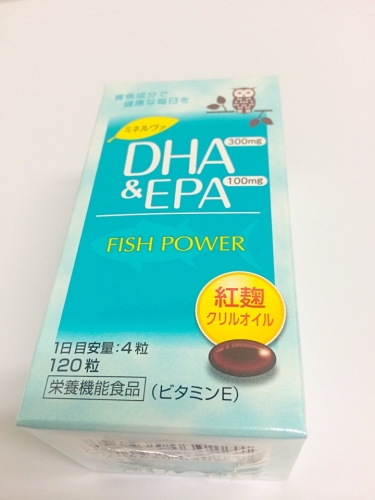 青魚成分で
健康な毎日を
ミネルヴァ
DHA 300mg
&EPA 100mg
FISH POWER
紅麹
クリルオイル
1日目安量:4粒
120粒
栄養機能食品 (ビタミンE)